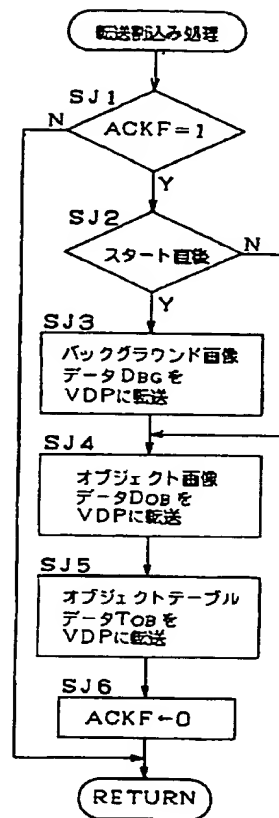 転送割込み処理
SJ1
N
ACKF=1
Y
SJ2
N
スタート直後
Y
SJ3
バックグラウンド画像
データDBGを
VDPに転送
SJ4
オブジェクト画像
データDOBを
VDPに転送
SJ5
オブジェクトテーブル
データTOBを
VDPに転送
SJ6
ACKF←0
RETURN